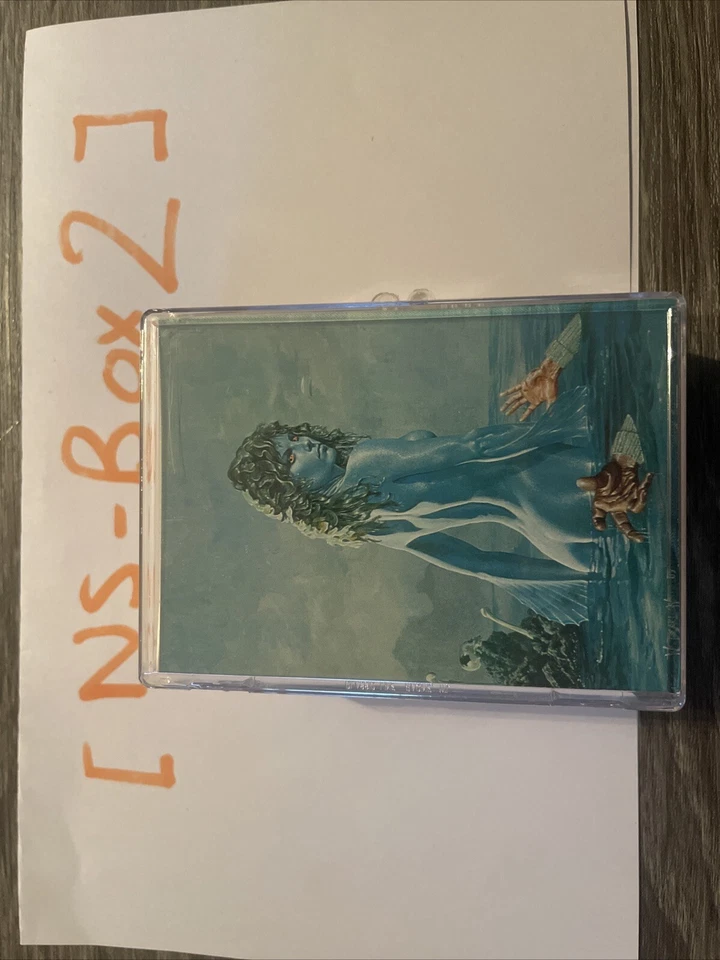 [ NS-Box 2 ]